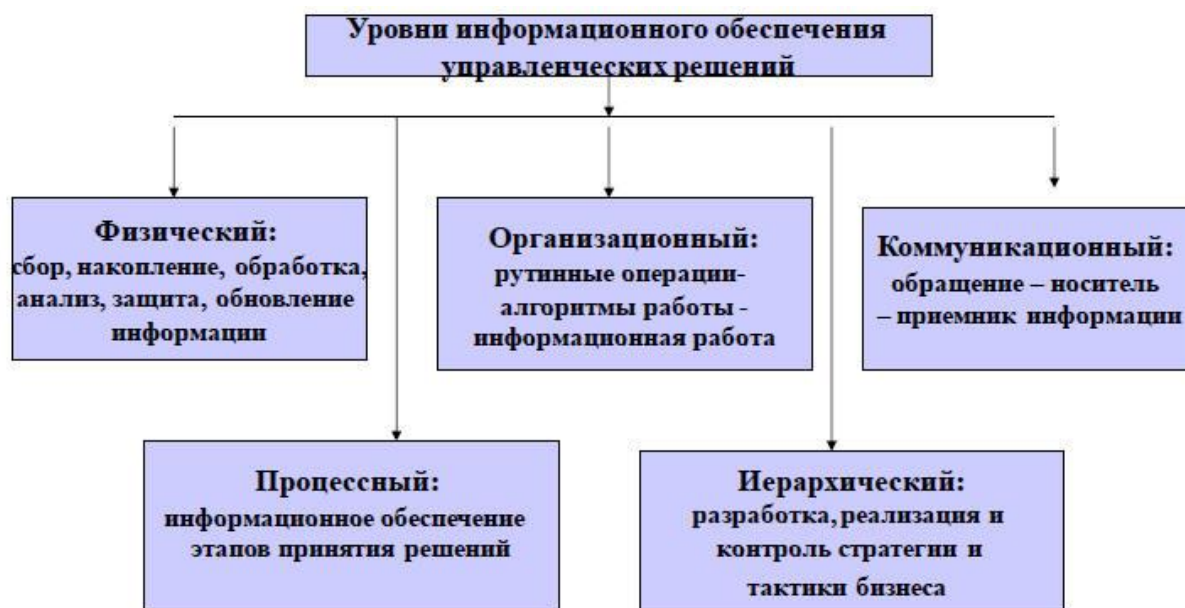 Уровни информационного обеспечения
управленческих решений
Физический:
сбор, накопление, обработка,
анализ, защита, обновление
информации
Организационный:
рутинные операции-
алгоритмы работы -
информационная работа
Коммуникационный:
обращение – носитель
– приемник информации
Процессный:
информационное обеспечение
этапов принятия решений
Иерархический:
разработка, реализация и
контроль стратегии и
тактики бизнеса